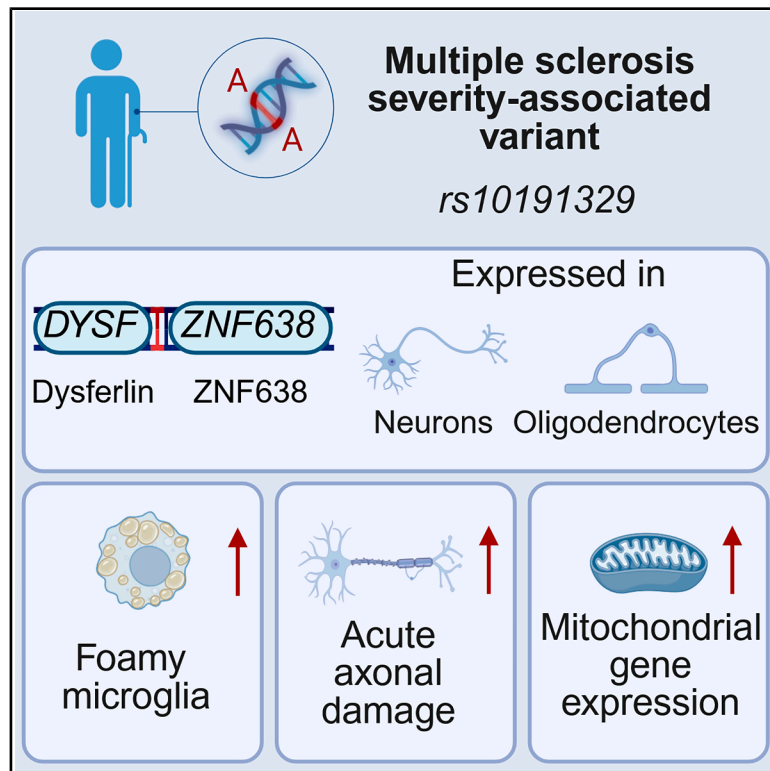 A
A
Multiple sclerosis
severity-associated
variant
rs10191329
Expressed in
DYSF ZNF638
Dysferlin ZNF638
Neurons Oligodendrocytes
Foamy
microglia
Acute
axonal
damage
Mitochondrial
gene
expression